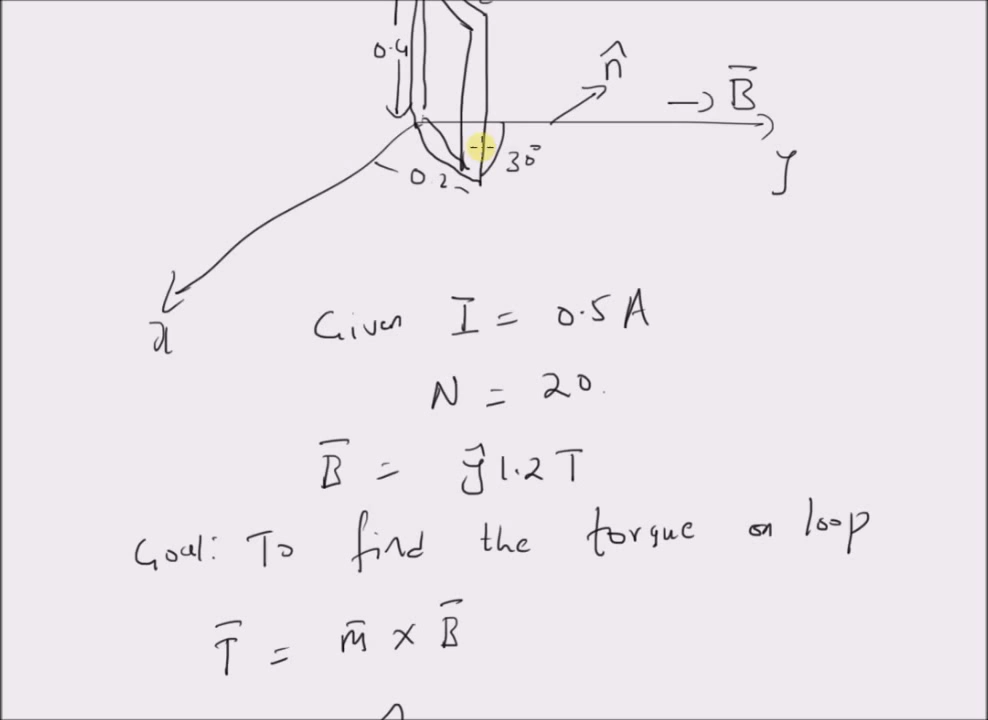 0.4
n̂
→ B̄
y
30°
0.2
x
Given I = 0.5 A
N = 20.
B̄ = ŷ 1.2 T
Goal: To find the torque on loop
T̄ = m̄ × B̄